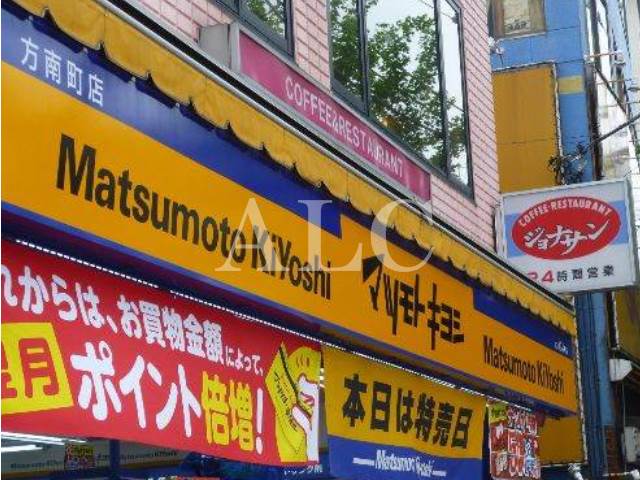 方南町店
COFFEE&RESTAURANT
Matsumoto KiYoshi
マツモトキヨシ
Matsumoto KiYoshi
COFFEE・RESTAURANT
ジョナサン
24時間営業
れからは、お買物金額によって、
星月
ポイント倍増!
本日は特売日
Matsumoto KiYoshi
ALC